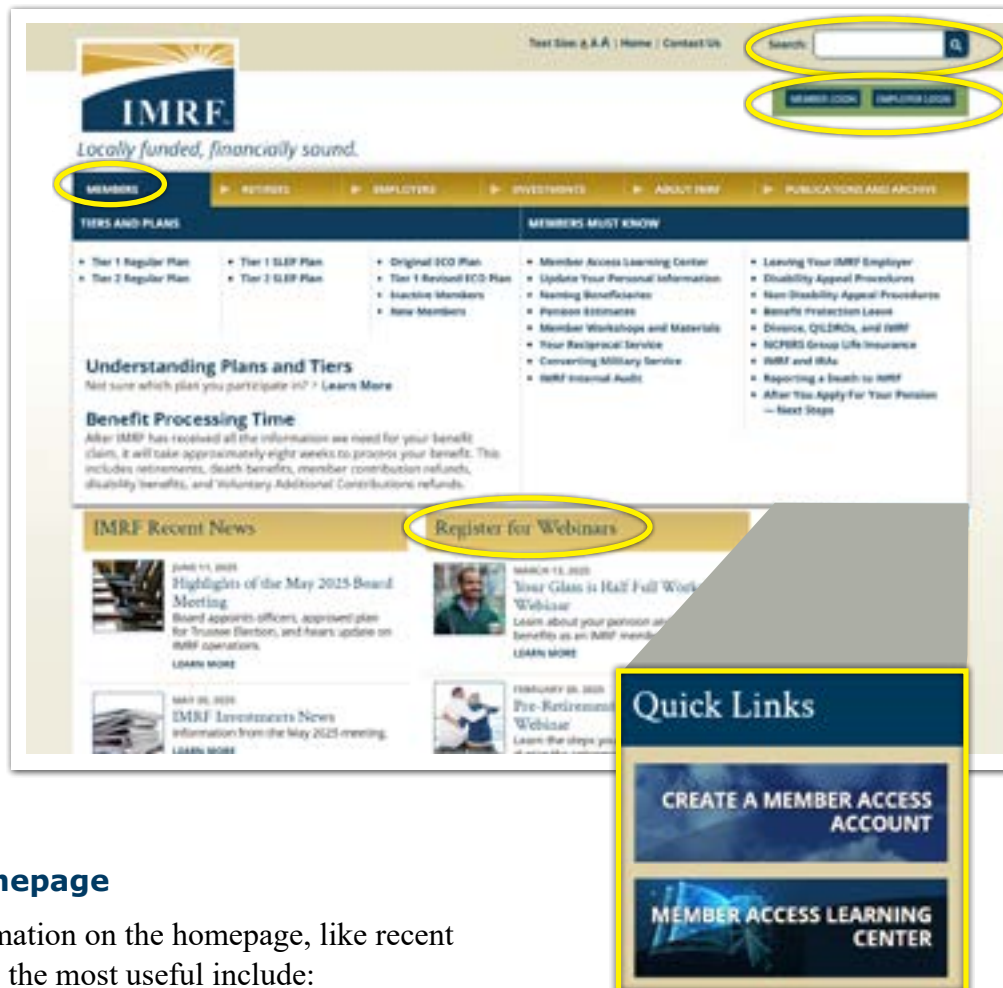 Text Size: A A A | Home | Contact Us
Search:
MEMBER LOGIN EMPLOYER LOGIN
IMRF
Locally funded, financially sound.
MEMBERS RETIREES EMPLOYERS INVESTMENTS ABOUT IMRF PUBLICATIONS AND ARCHIVE
TIERS AND PLANS
• Tier 1 Regular Plan
• Tier 2 Regular Plan
• Tier 1 SLEP Plan
• Tier 2 SLEP Plan
• Original ECO Plan
• Tier 1 Revised ECO Plan
• Inactive Members
• New Members
Understanding Plans and Tiers
Not sure which plan you participate in? > Learn More
Benefit Processing Time
After IMRF has received all the information we need for your benefit
claim, it will take approximately eight weeks to process your benefit. This
includes retirements, death benefits, member contribution refunds,
disability benefits, and Voluntary Additional Contributions refunds.
MEMBERS MUST KNOW
• Member Access Learning Center
• Update Your Personal Information
• Naming Beneficiaries
• Pension Estimates
• Member Workshops and Materials
• Your Reciprocal Service
• Converting Military Service
• IMRF Internal Audit
• Leaving Your IMRF Employer
• Disability Appeal Procedures
• Non-Disability Appeal Procedures
• Benefit Protection Leave
• Divorce, QILDROs, and IMRF
• NCPERS Group Life Insurance
• IMRF and IRAs
• Reporting a Death to IMRF
• After You Apply For Your Pension
— Next Steps
IMRF Recent News
JUNE 11, 2025
Highlights of the May 2025 Board
Meeting
Board appoints officers, approved plan
for Trustee Election, and hears update on
IMRF operations.
LEARN MORE
IMRF Investments News
Information from the May 2025 meeting.
LEARN MORE
Register for Webinars
MARCH 13, 2025
Your Glass is Half Full Work
Webinar
Learn about your pension an
benefits as an IMRF memb
LEARN MORE
2025
Pre-Retirement
Webinar
Learn the steps you
Quick Links
CREATE A MEMBER ACCESS
ACCOUNT
MEMBER ACCESS LEARNING
CENTER
mepage
mation on the homepage, like recent
the most useful include: